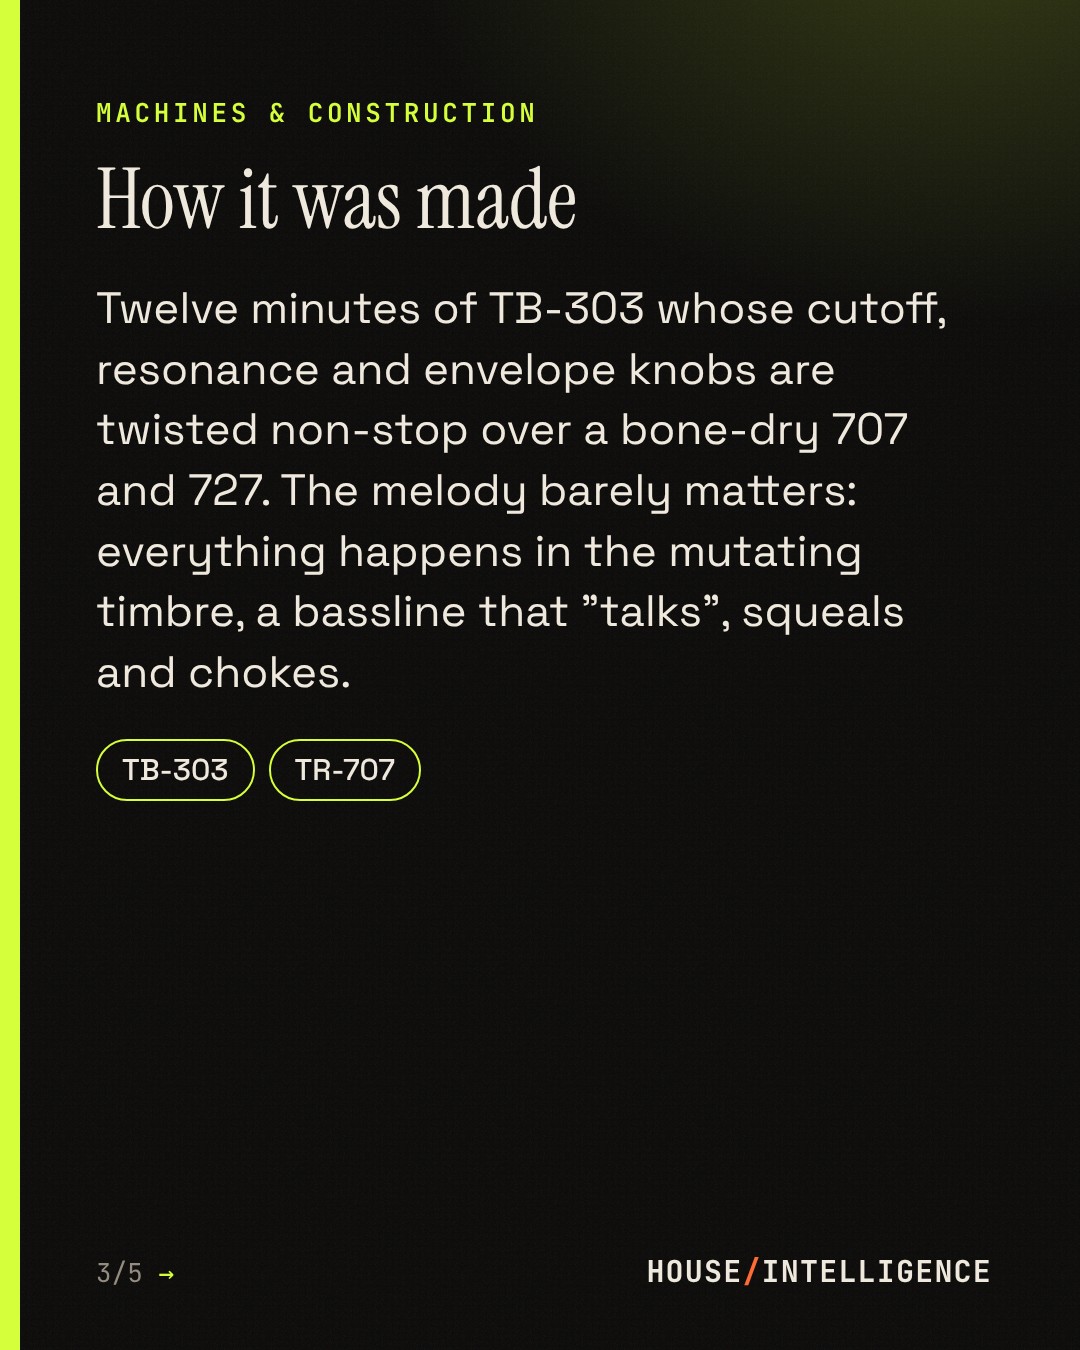 MACHINES & CONSTRUCTION
How it was made
Twelve minutes of TB-303 whose cutoff,
resonance and envelope knobs are
twisted non-stop over a bone-dry 707
and 727. The melody barely matters:
everything happens in the mutating
timbre, a bassline that ”talks”, squeals
and chokes.
TB-303 TR-707
3/5 → HOUSE/INTELLIGENCE